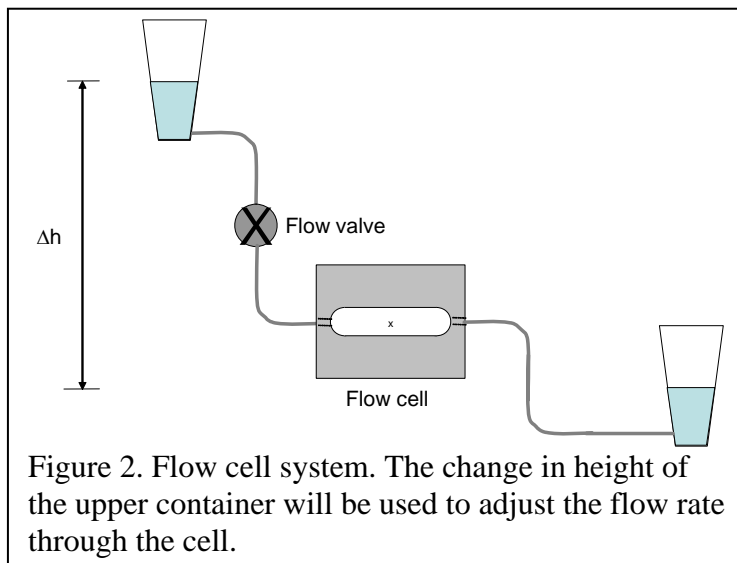 Δh
Flow valve
x
Flow cell
Figure 2. Flow cell system. The change in height of
the upper container will be used to adjust the flow rate
through the cell.